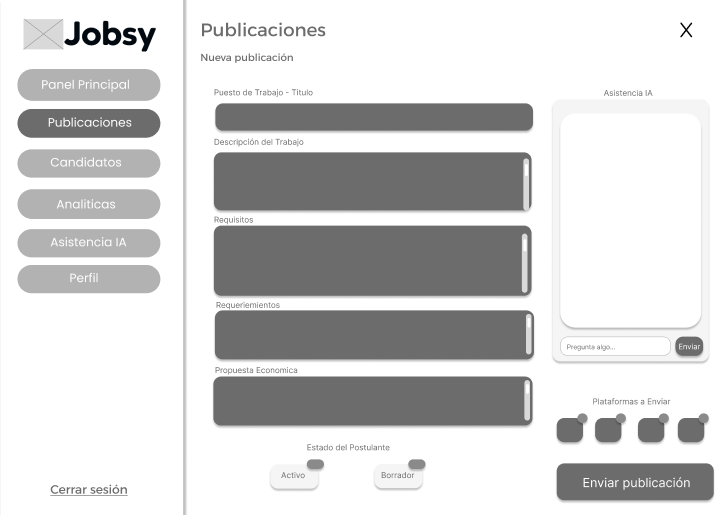 Jobsy
Panel Principal
Publicaciones
Candidatos
Analiticas
Asistencia IA
Perfil
Cerrar sesión
Publicaciones
X
Nueva publicación
Puesto de Trabajo - Titulo
Descripción del Trabajo
Requisitos
Requeriemientos
Propuesta Economica
Estado del Postulante
Activo
Borrador
Asistencia IA
Pregunta algo...
Enviar
Plataformas a Enviar
Enviar publicación